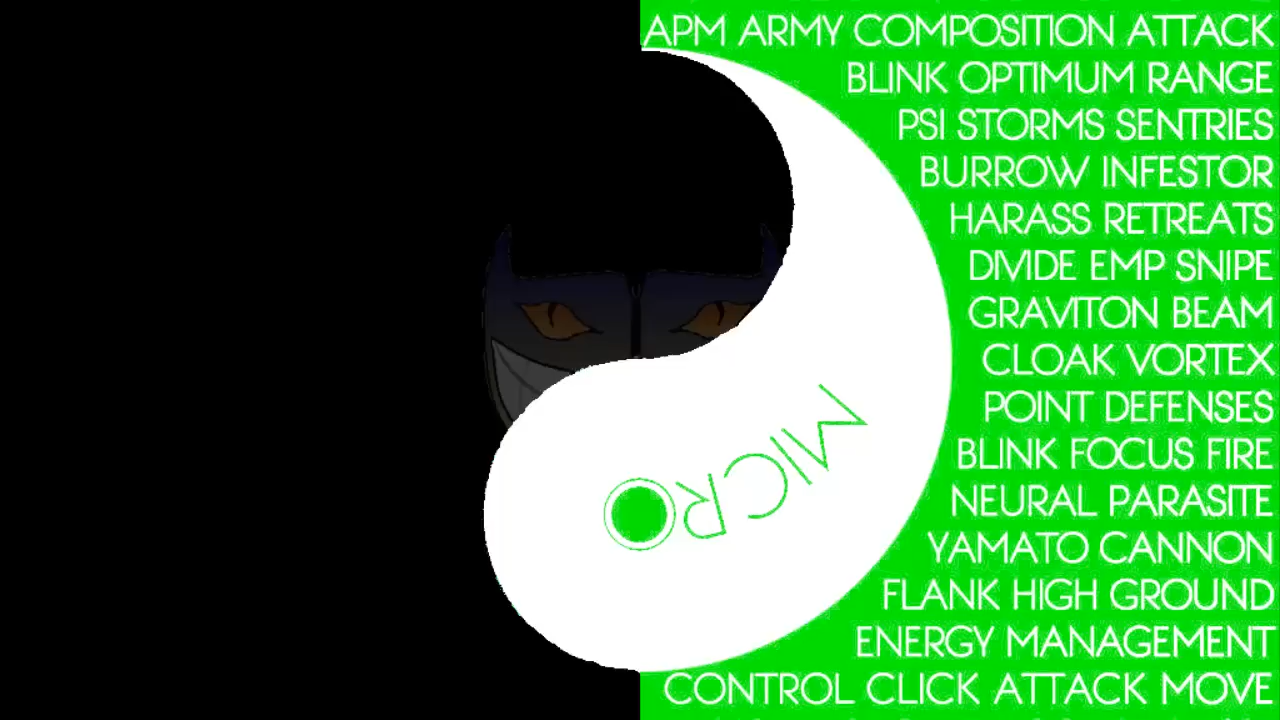 APM ARMY COMPOSITION ATTACK
BLINK OPTIMUM RANGE
PSI STORMS SENTRIES
BURROW INFESTOR
HARASS RETREATS
DIVIDE EMP SNIPE
GRAVITON BEAM
CLOAK VORTEX
POINT DEFENSES
BLINK FOCUS FIRE
NEURAL PARASITE
YAMATO CANNON
FLANK HIGH GROUND
ENERGY MANAGEMENT
CONTROL CLICK ATTACK MOVE
MICRO